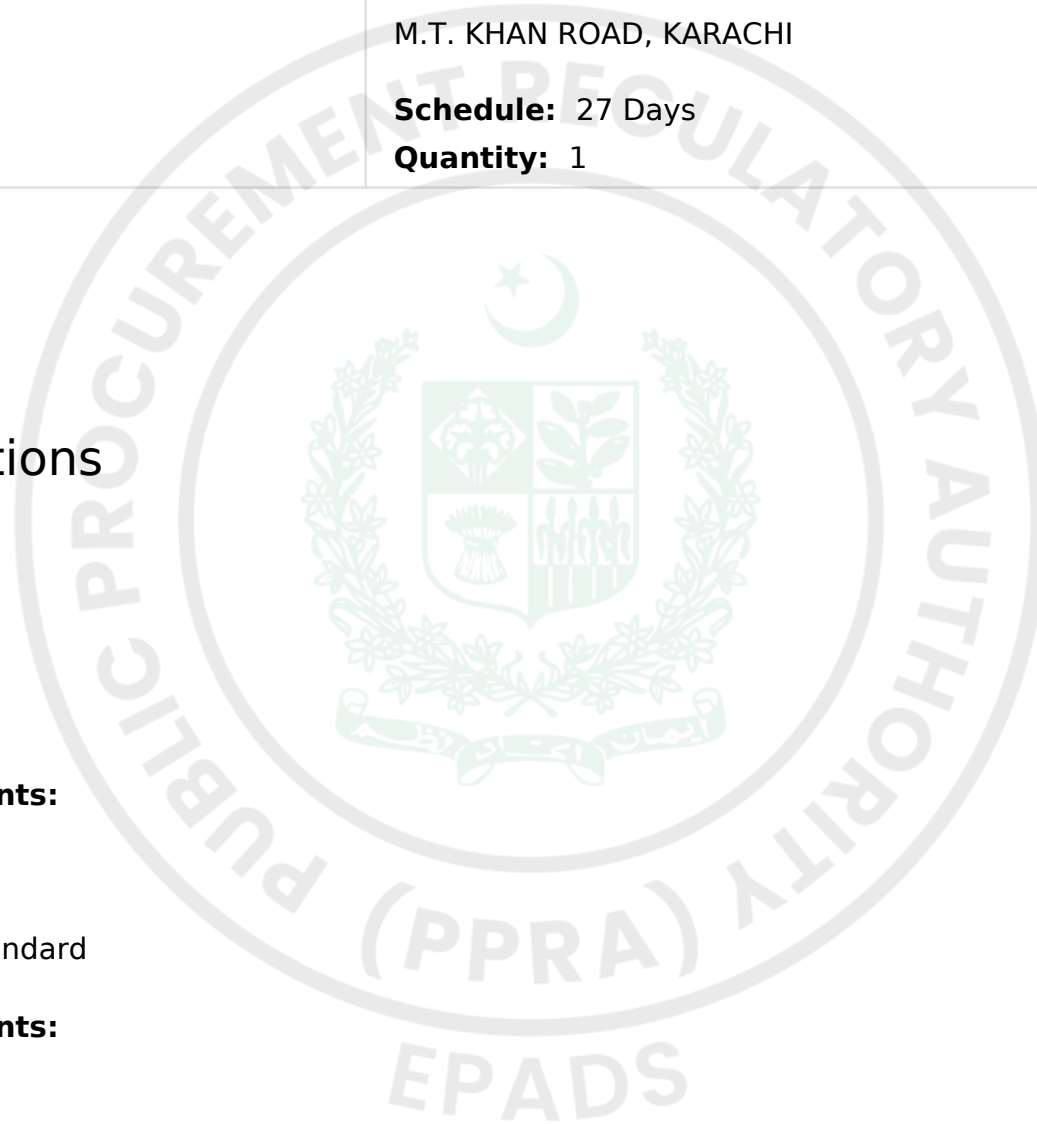 M.T. KHAN ROAD, KARACHI
Schedule: 27 Days
Quantity: 1
PUBLIC PROCUREMENT REGULATORY AUTHORITY
tions
nts:
(PPRA)
ndard
nts:
EPADS